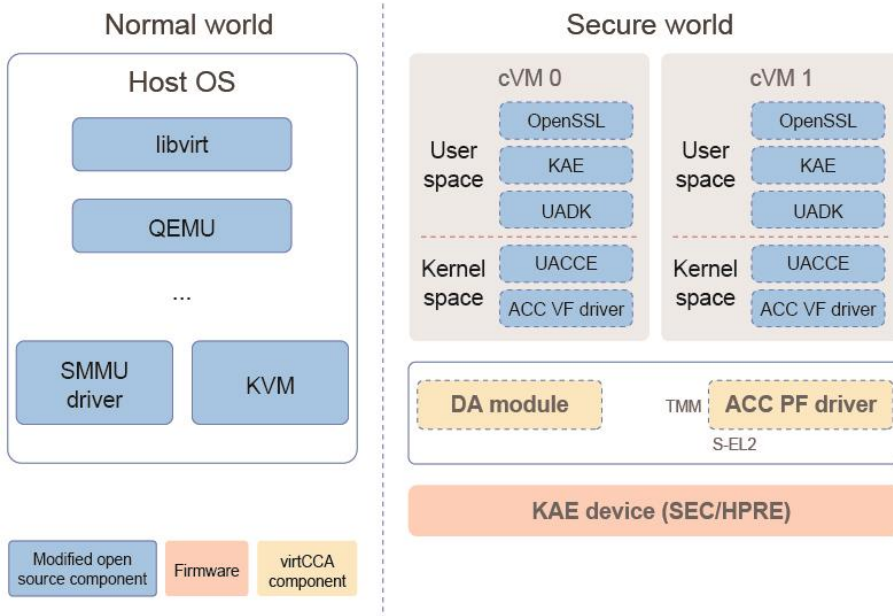 Normal world
Host OS
libvirt
QEMU
...
SMMU
driver
KVM
Modified open
source component
Firmware
virtCCA
component
Secure world
cVM 0
User
space
OpenSSL
KAE
UADK
Kernel
space
UACCE
ACC VF driver
cVM 1
User
space
OpenSSL
KAE
UADK
Kernel
space
UACCE
ACC VF driver
DA module
TMM
ACC PF driver
S-EL2
KAE device (SEC/HPRE)